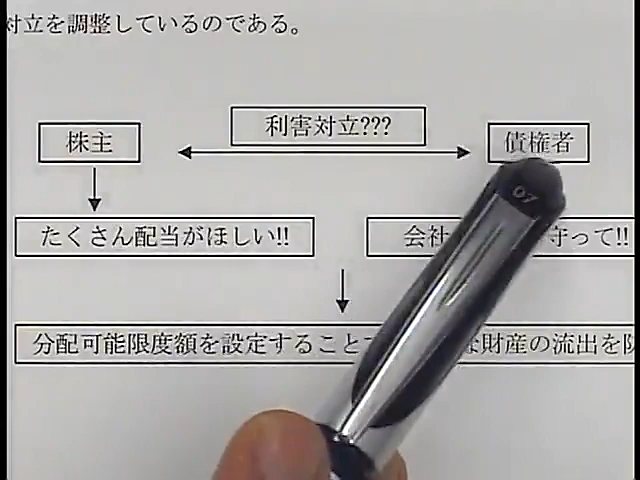 対立を調整しているのである。
利害対立???
株主
債権者
たくさん配当がほしい!!
会社 守って!!
分配可能限度額を設定すること な財産の流出を
07